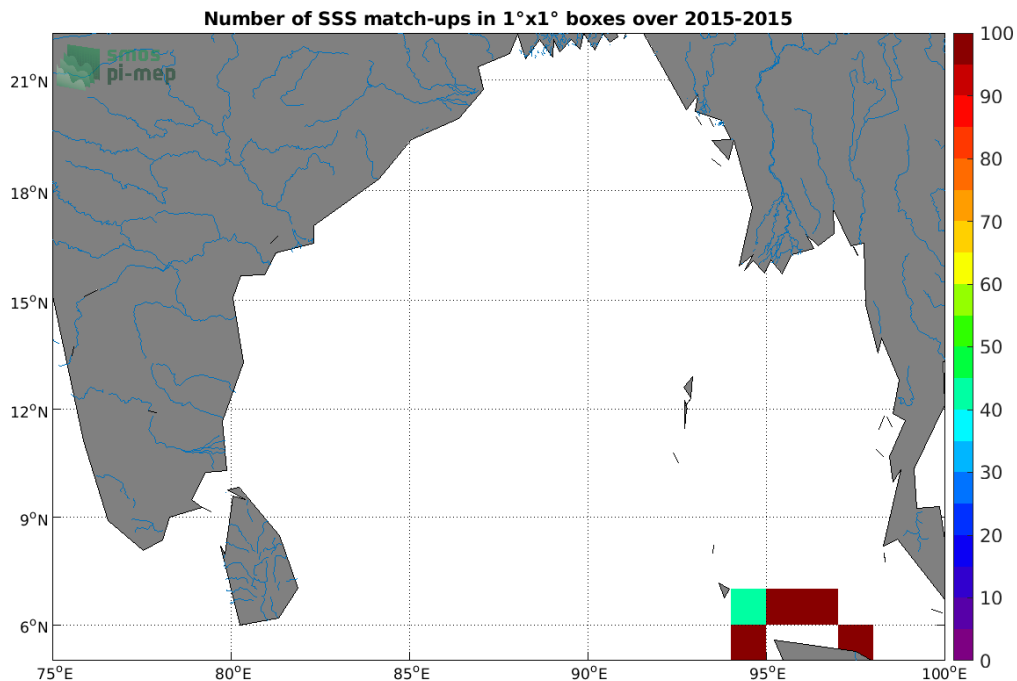 Number of SSS match-ups in 1°x1° boxes over 2015-2015
smos
pi-mep
21°N
18°N
15°N
12°N
9°N
6°N
75°E
80°E
85°E
90°E
95°E
100°E
100
90
80
70
60
50
40
30
20
10
0